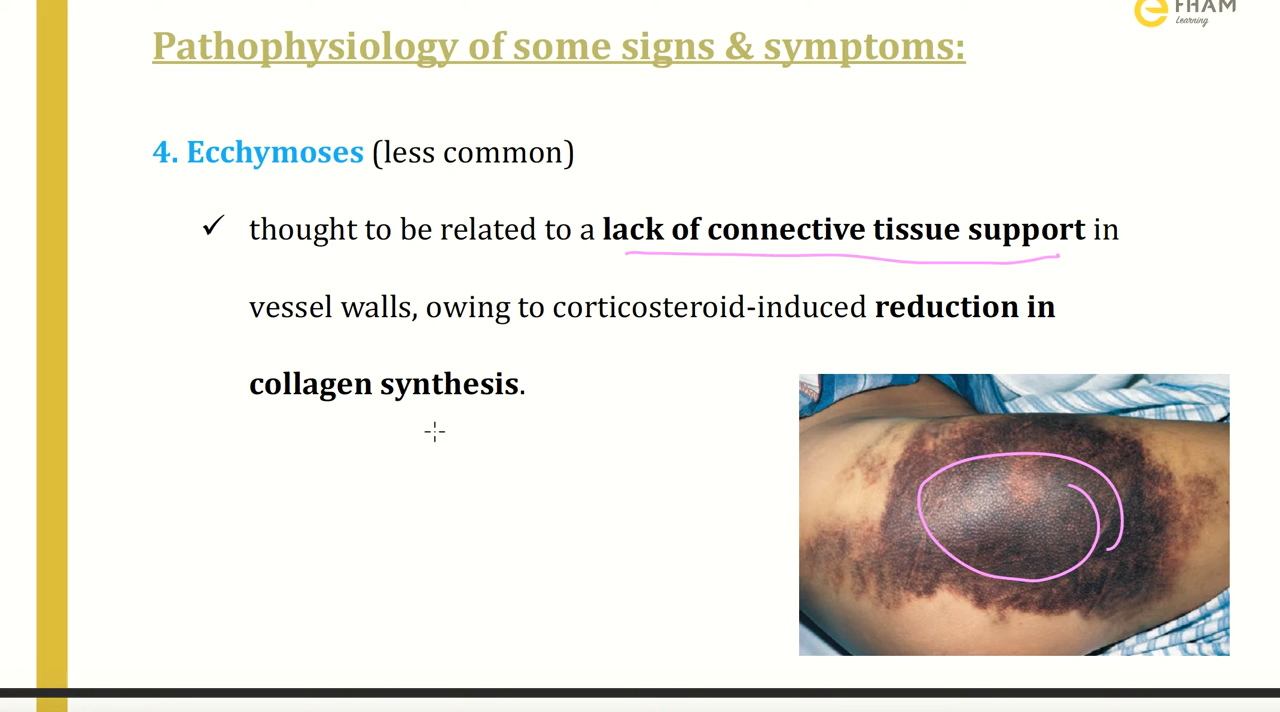 FHAM
Learning
Pathophysiology of some signs & symptoms:
4. Ecchymoses (less common)
✓ thought to be related to a lack of connective tissue support in
vessel walls, owing to corticosteroid-induced reduction in
collagen synthesis.